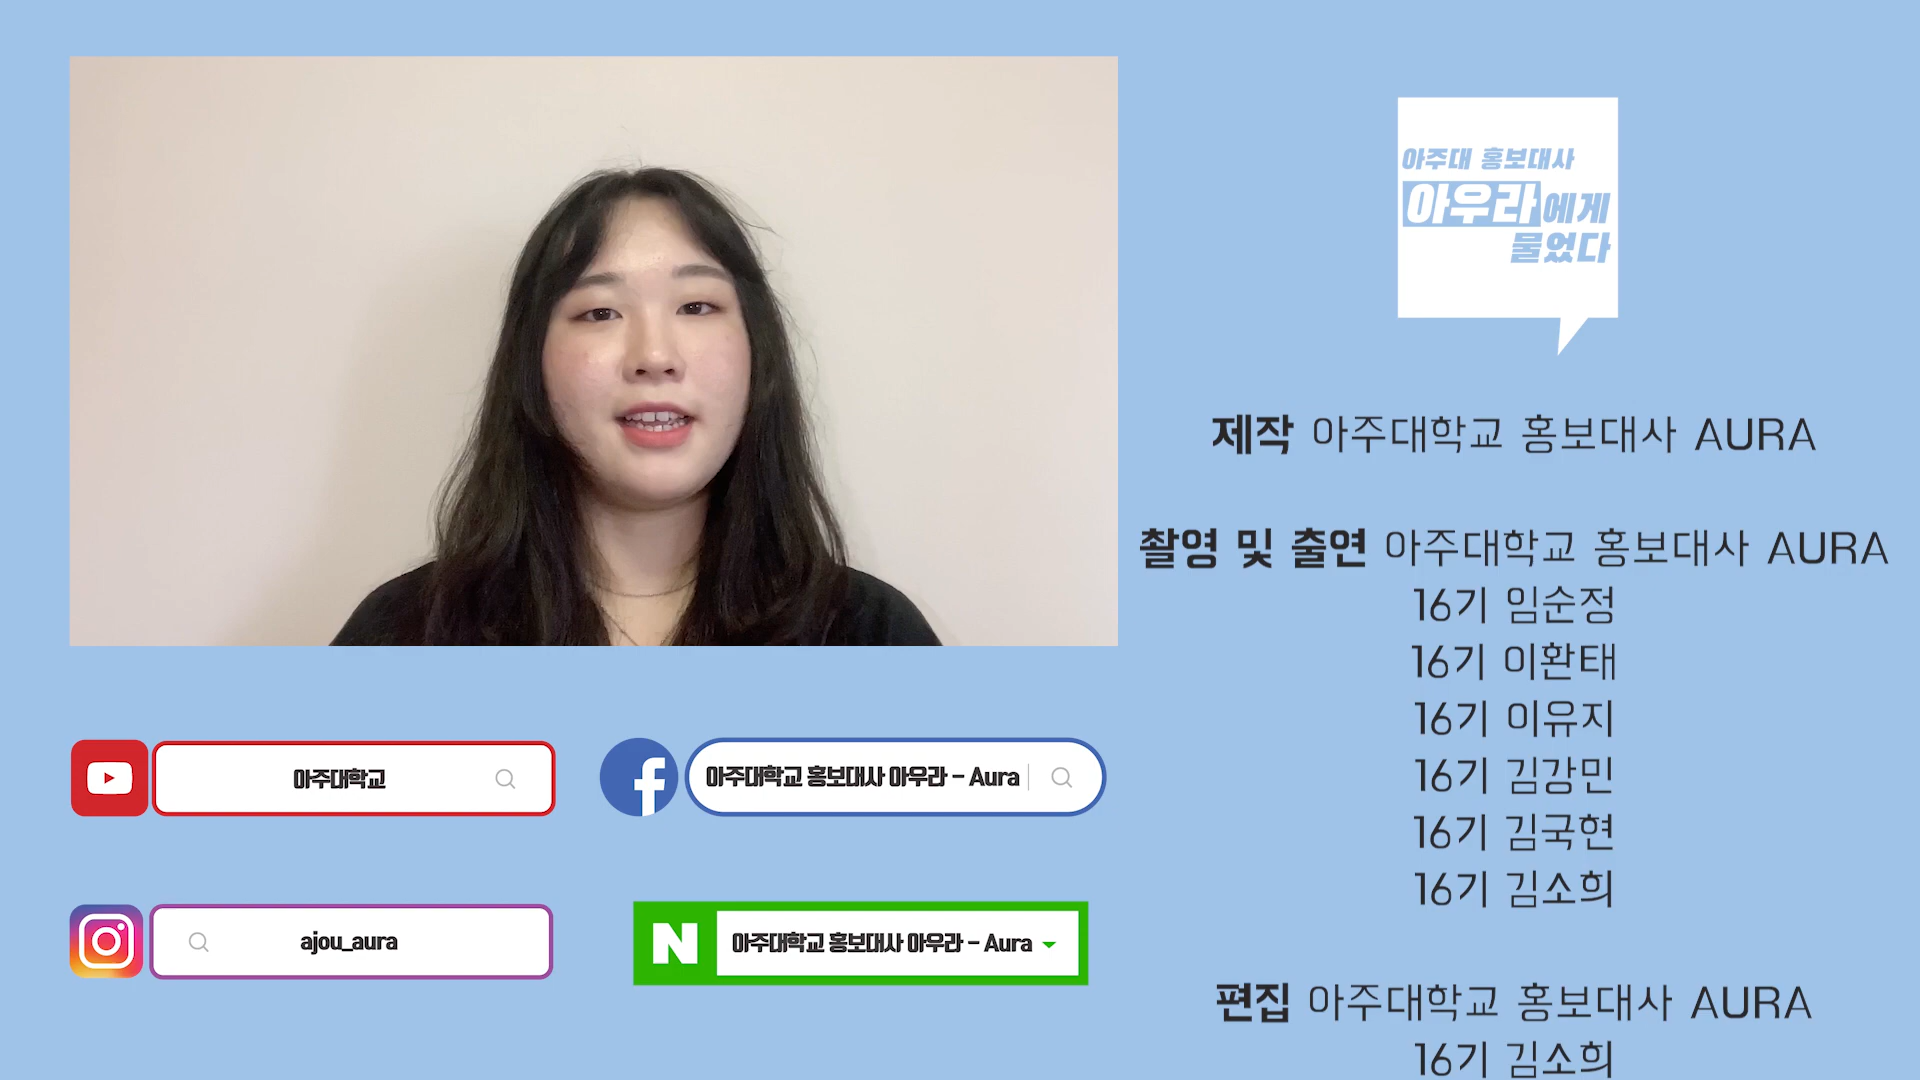 아주대 홍보대사
아우라에게
물었다
제작 아주대학교 홍보대사 AURA
촬영 및 출연 아주대학교 홍보대사 AURA
16기 임순정
16기 이환태
16기 이유지
16기 김강민
16기 김국현
16기 김소희
편집 아주대학교 홍보대사 AURA
16기 김소희
아주대학교
아주대학교 홍보대사 아우라 - Aura
ajou_aura
N 아주대학교 홍보대사 아우라 - Aura